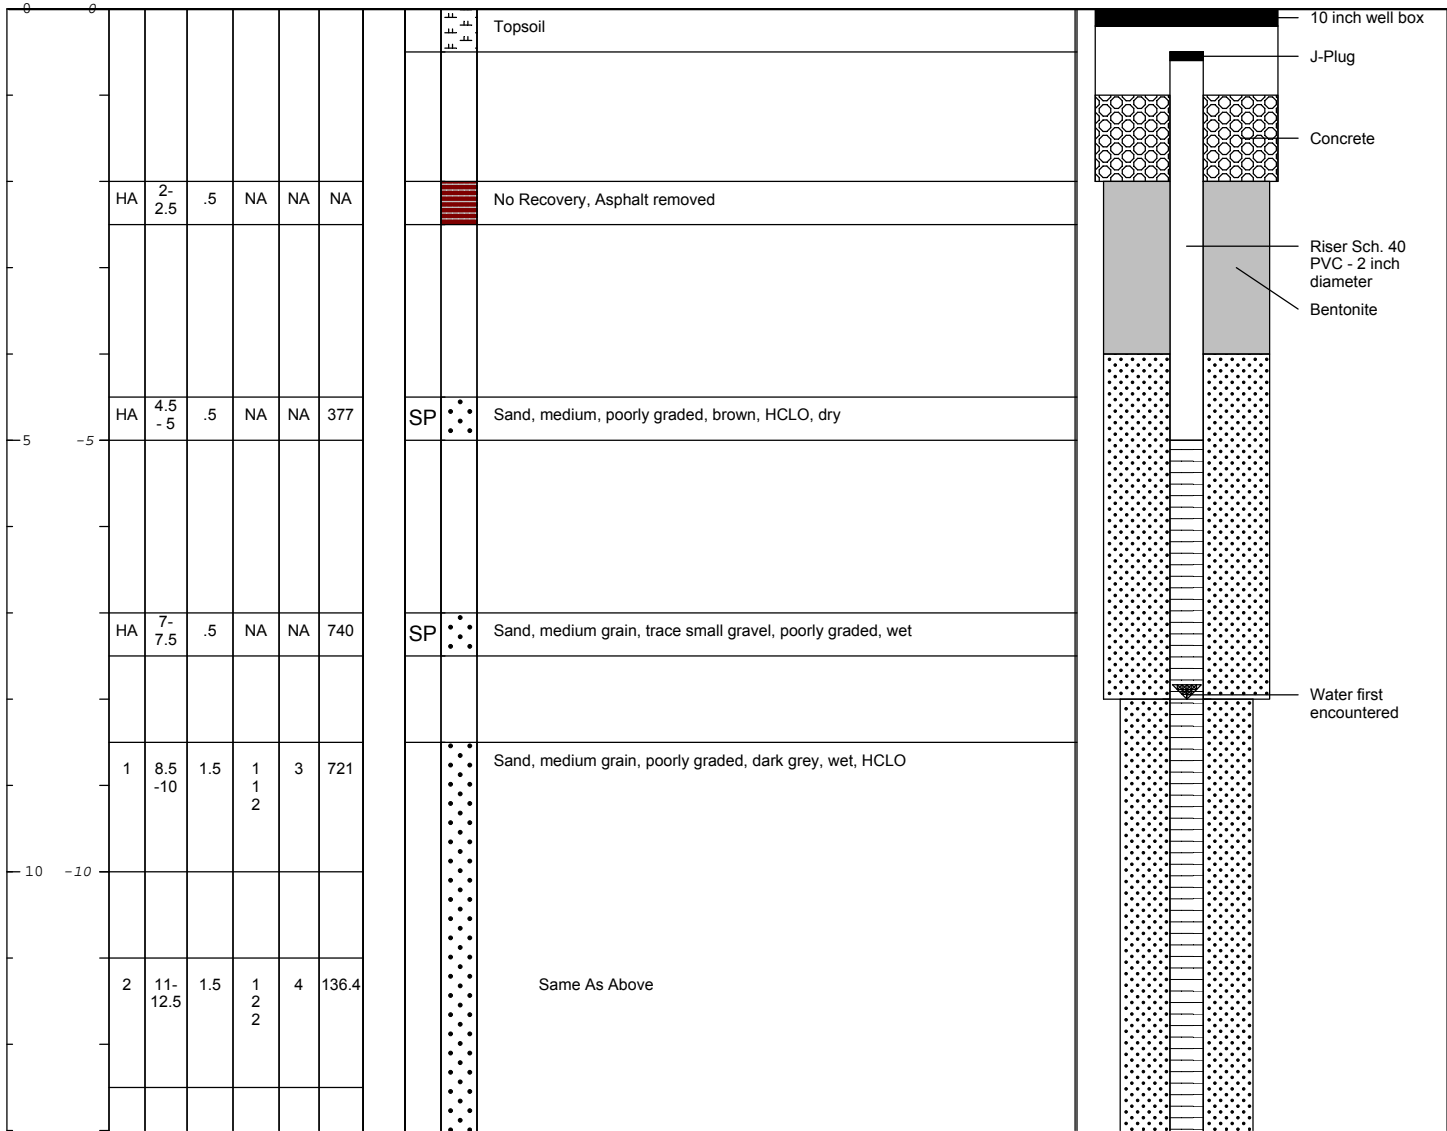 0 0
Topsoil
10 inch well box
J-Plug
Concrete
HA 2- .5 NA NA NA No Recovery, Asphalt removed
2.5
Riser Sch. 40
PVC - 2 inch
diameter
Bentonite
HA 4.5 .5 NA NA 377 SP Sand, medium, poorly graded, brown, HCLO, dry
- 5
5 -5
HA 7- .5 NA NA 740 SP Sand, medium grain, trace small gravel, poorly graded, wet
7.5
Water first
encountered
Sand, medium grain, poorly graded, dark grey, wet, HCLO
1 8.5 1.5 1 3 721
-10 1
2
10 -10
2 11- 1.5 1 4 136.4 Same As Above
12.5 2
2